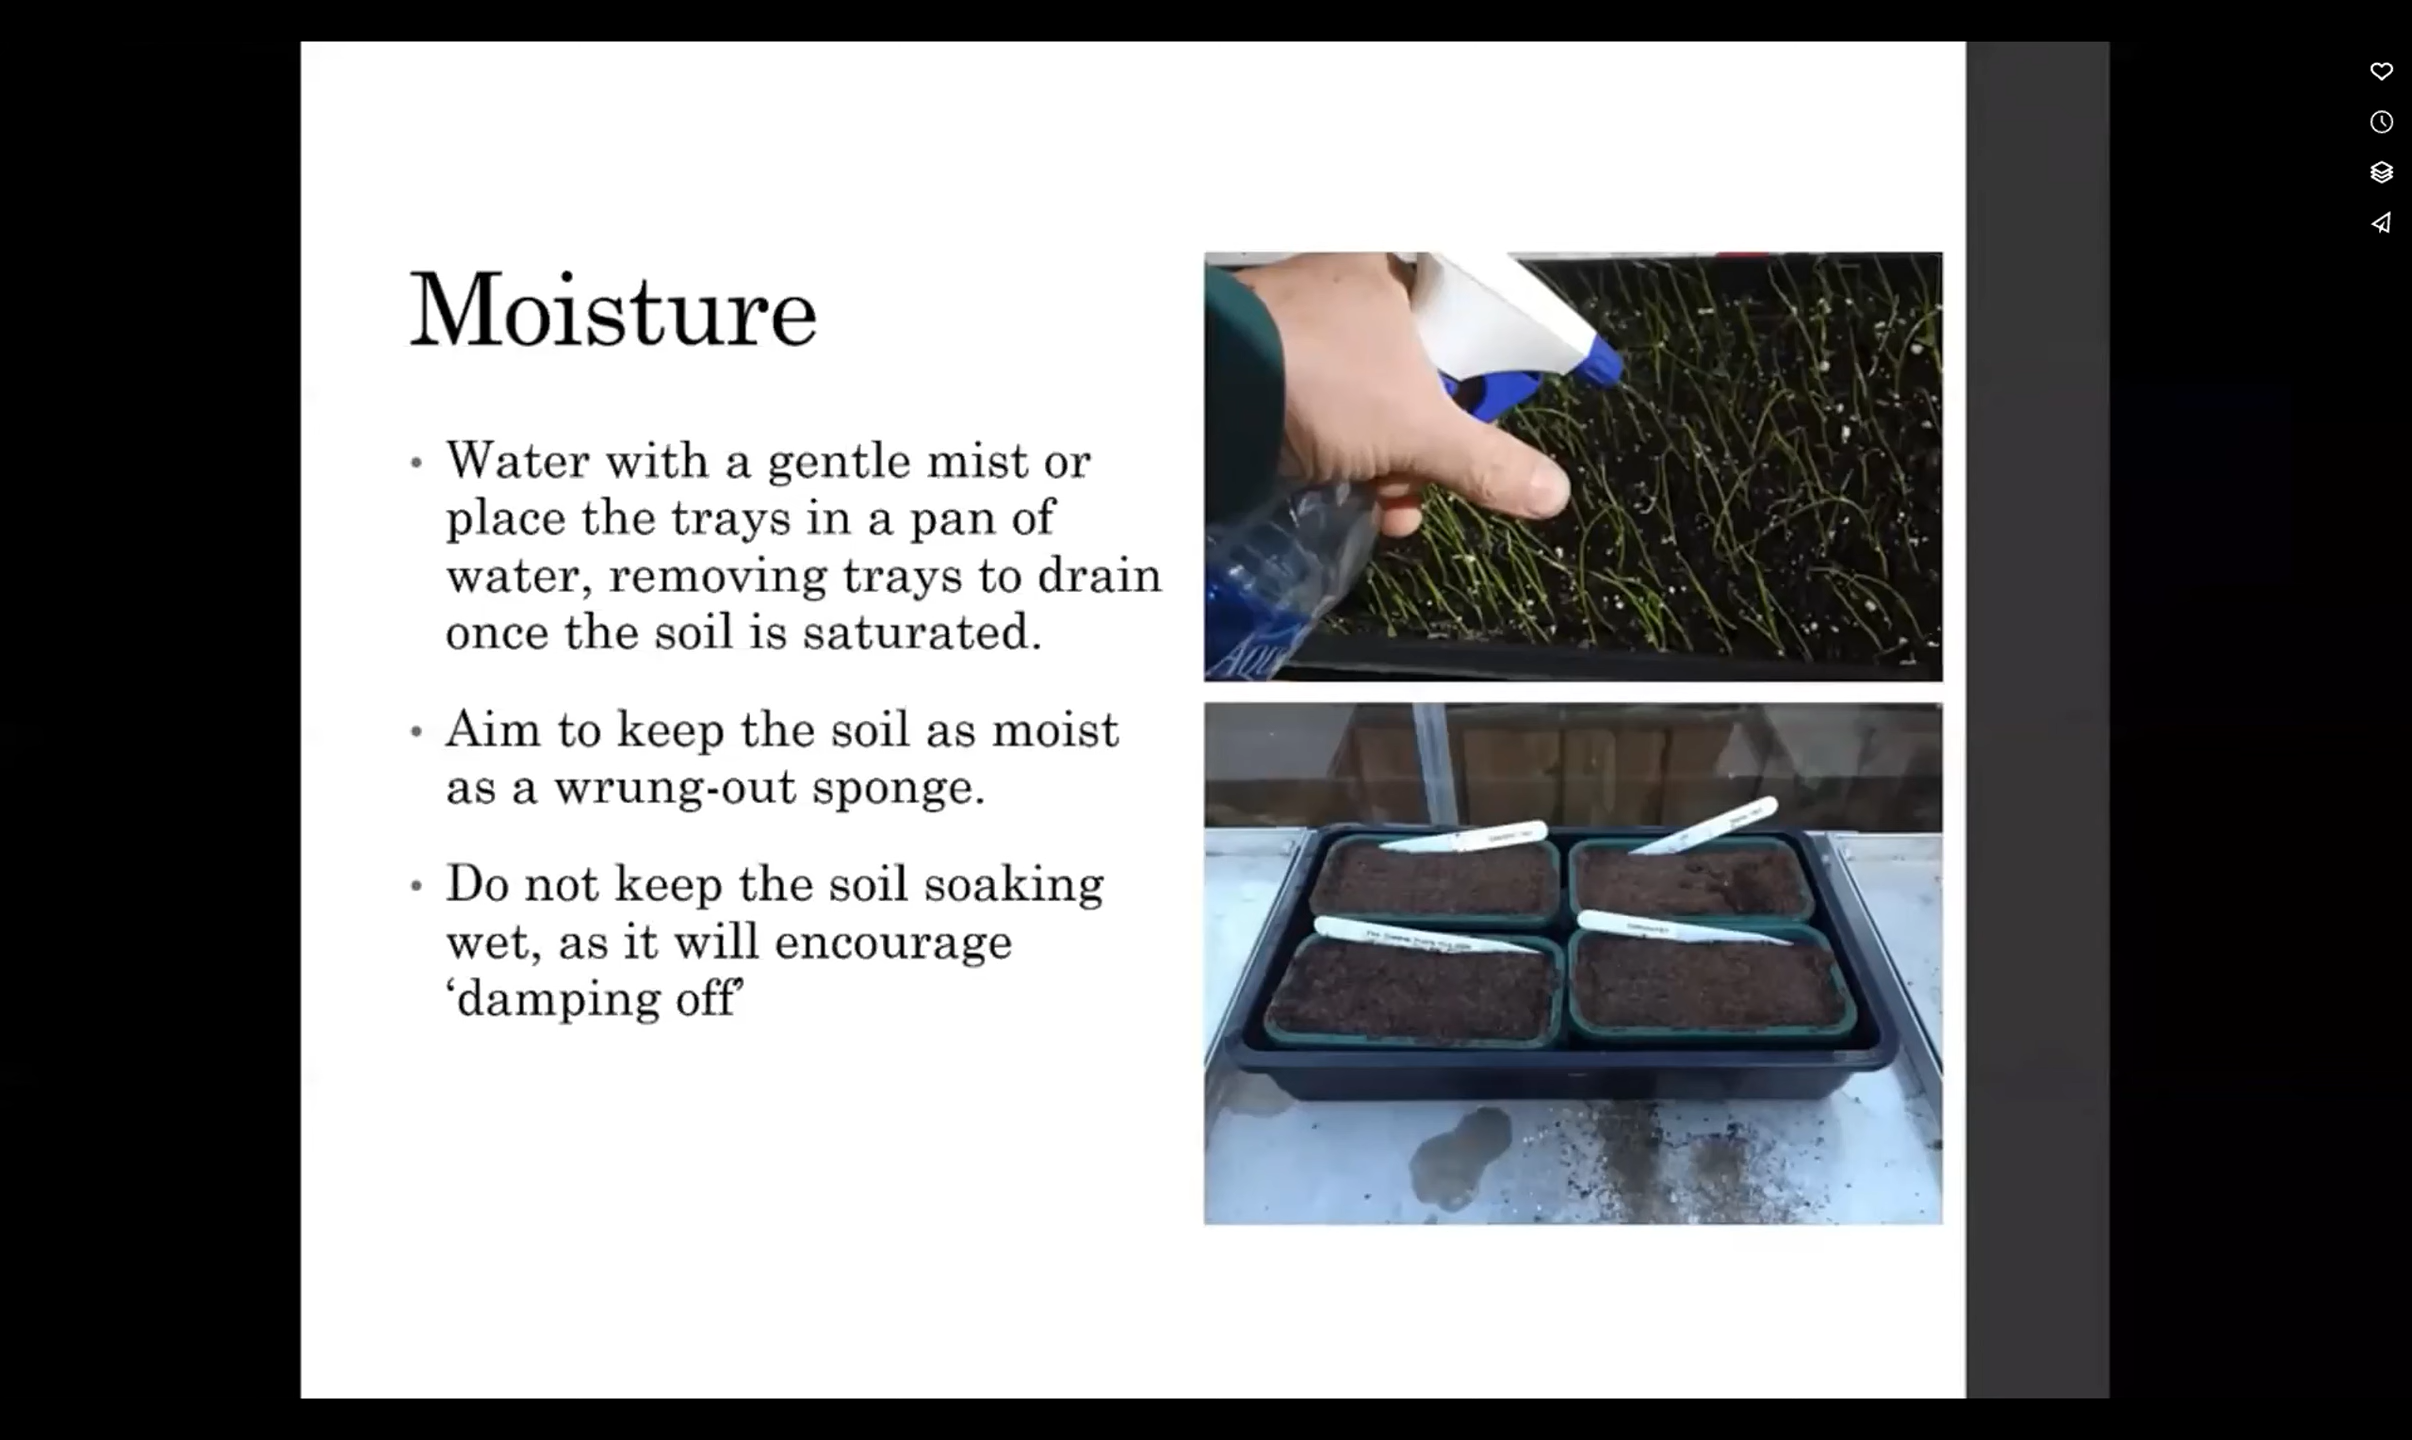 Moisture
• Water with a gentle mist or
place the trays in a pan of
water, removing trays to drain
once the soil is saturated.
• Aim to keep the soil as moist
as a wrung-out sponge.
• Do not keep the soil soaking
wet, as it will encourage
‘damping off’